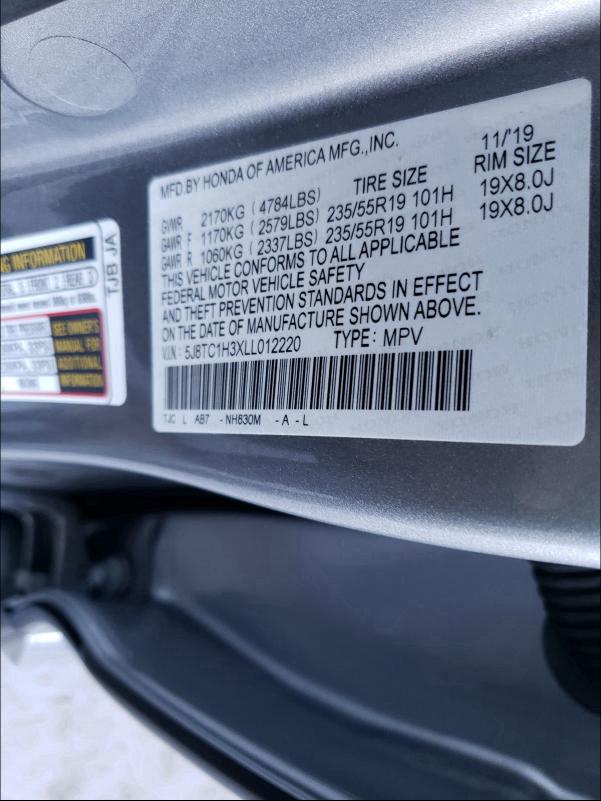 MFD.BY HONDA OF AMERICA MFG.,INC. 11/'19
TIRE SIZE RIM SIZE
GVWR 2170KG (4784LBS)
GAWR F 1170KG (2579LBS) 235/55R19 101H 19X8.0J
GAWR R 1060KG (2337LBS) 235/55R19 101H 19X8.0J
THIS VEHICLE CONFORMS TO ALL APPLICABLE
FEDERAL MOTOR VEHICLE SAFETY
AND THEFT PREVENTION STANDARDS IN EFFECT
ON THE DATE OF MANUFACTURE SHOWN ABOVE.
V.I.N: 5J8TC1H3XLL012220 TYPE: MPV
TJC L AB7 -NH830M -A -L
INFORMATION
TJB JA
SEE OWNER'S
MANUAL FOR
ADDITIONAL
INFORMATION